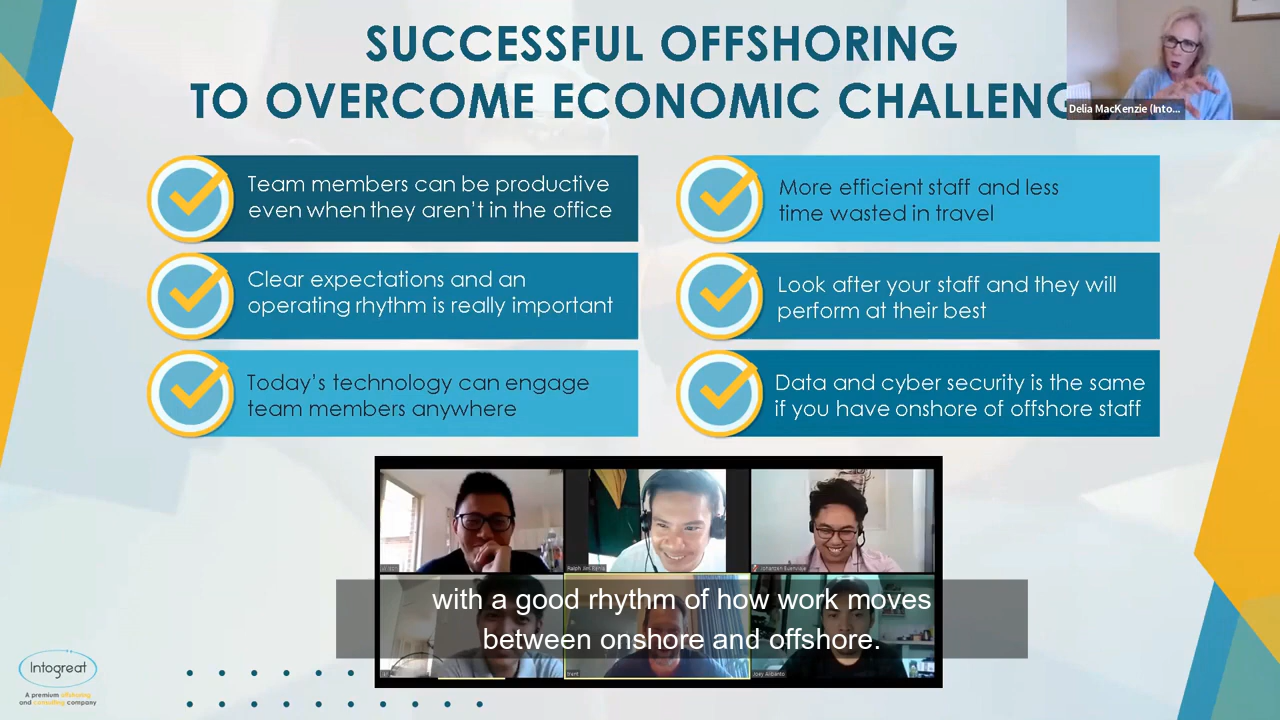 SUCCESSFUL OFFSHORING
TO OVERCOME ECONOMIC CHALLENG
Delia MacKenzie (Into...
Team members can be productive
even when they aren't in the office
More efficient staff and less
time wasted in travel
Clear expectations and an
operating rhythm is really important
Look after your staff and they will
perform at their best
Today's technology can engage
team members anywhere
Data and cyber security is the same
if you have onshore of offshore staff
with a good rhythm of how work moves
between onshore and offshore.
Intogreat
A premium offshoring
and consulting company